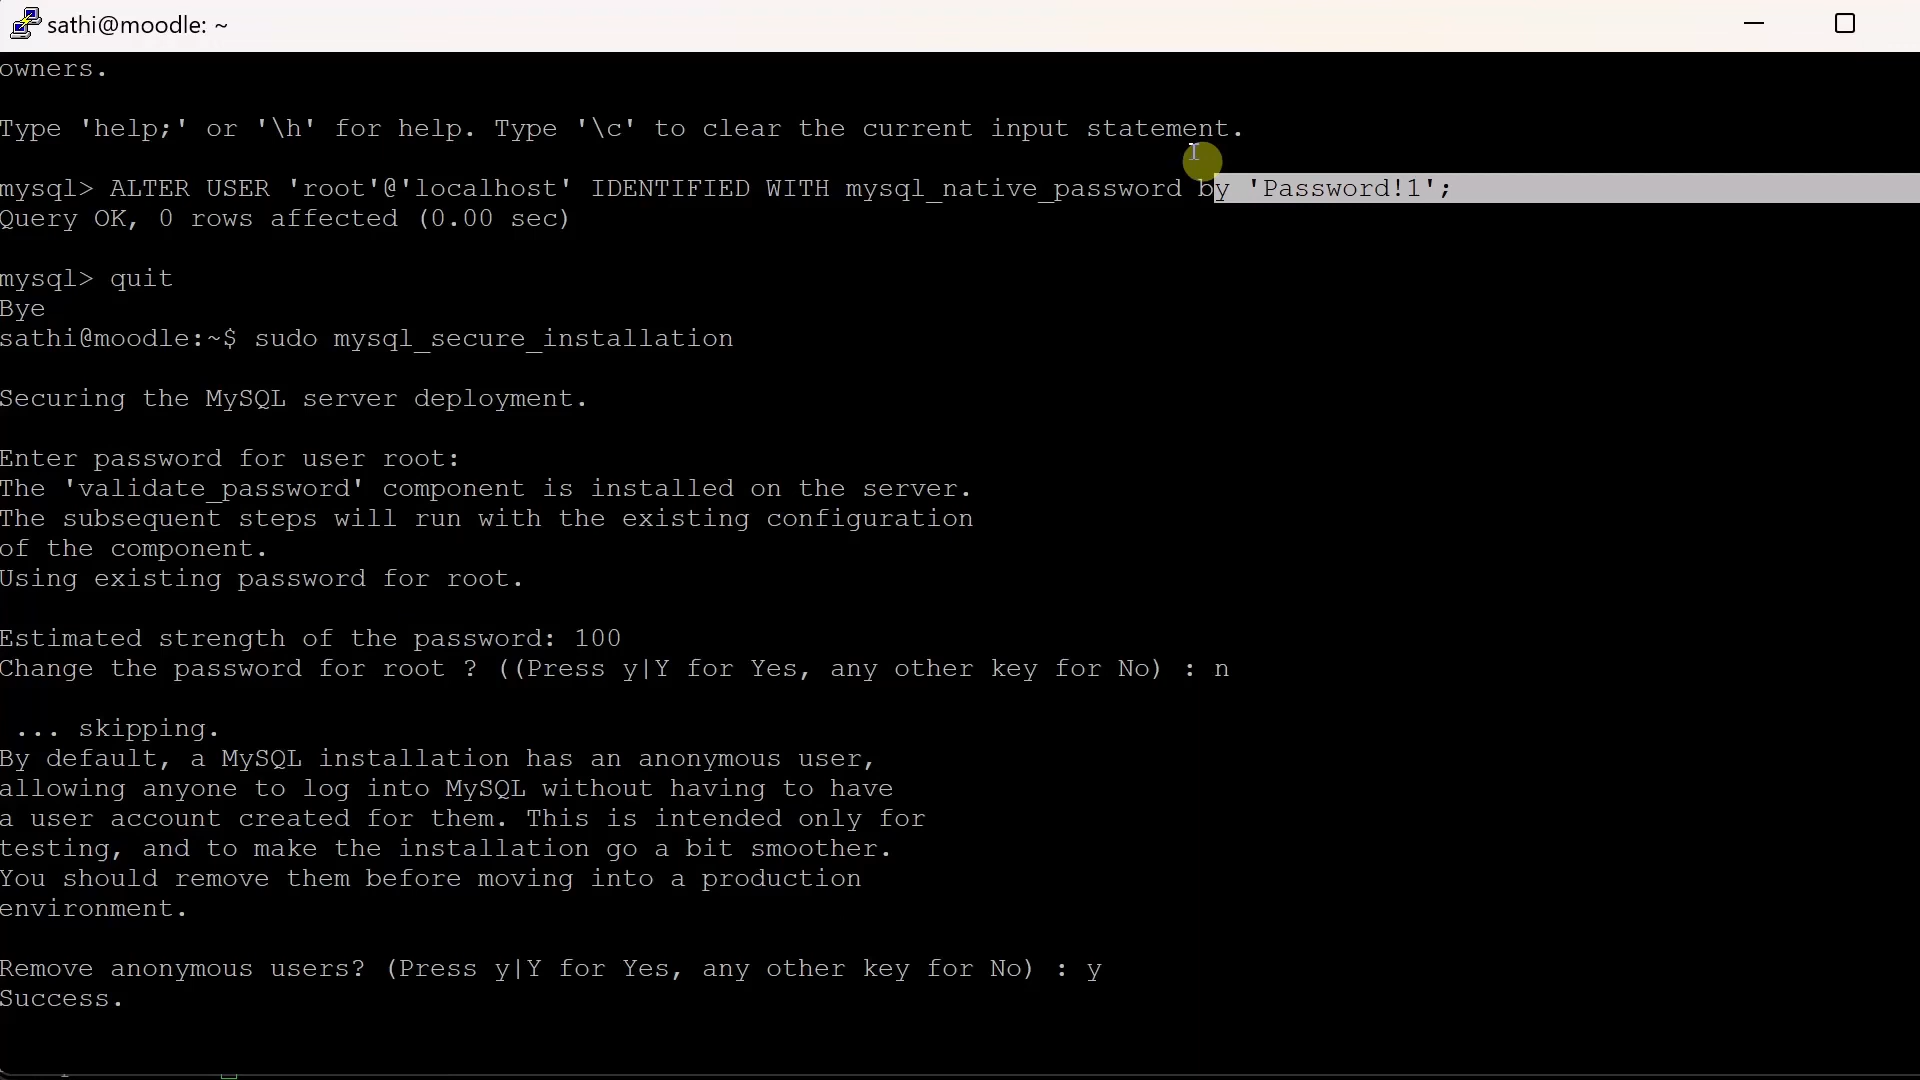 sathi@moodle: ~
owners.
Type 'help;' or '\h' for help. Type '\c' to clear the current input statement.
mysql> ALTER USER 'root'@'localhost' IDENTIFIED WITH mysql_native_password by 'Password!1';
Query OK, 0 rows affected (0.00 sec)
mysql> quit
Bye
sathi@moodle:~$ sudo mysql_secure_installation
Securing the MySQL server deployment.
Enter password for user root:
The 'validate_password' component is installed on the server.
The subsequent steps will run with the existing configuration
of the component.
Using existing password for root.
Estimated strength of the password: 100
Change the password for root ? ((Press y|Y for Yes, any other key for No) : n
... skipping.
By default, a MySQL installation has an anonymous user,
allowing anyone to log into MySQL without having to have
a user account created for them. This is intended only for
testing, and to make the installation go a bit smoother.
You should remove them before moving into a production
environment.
Remove anonymous users? (Press y|Y for Yes, any other key for No) : y
Success.